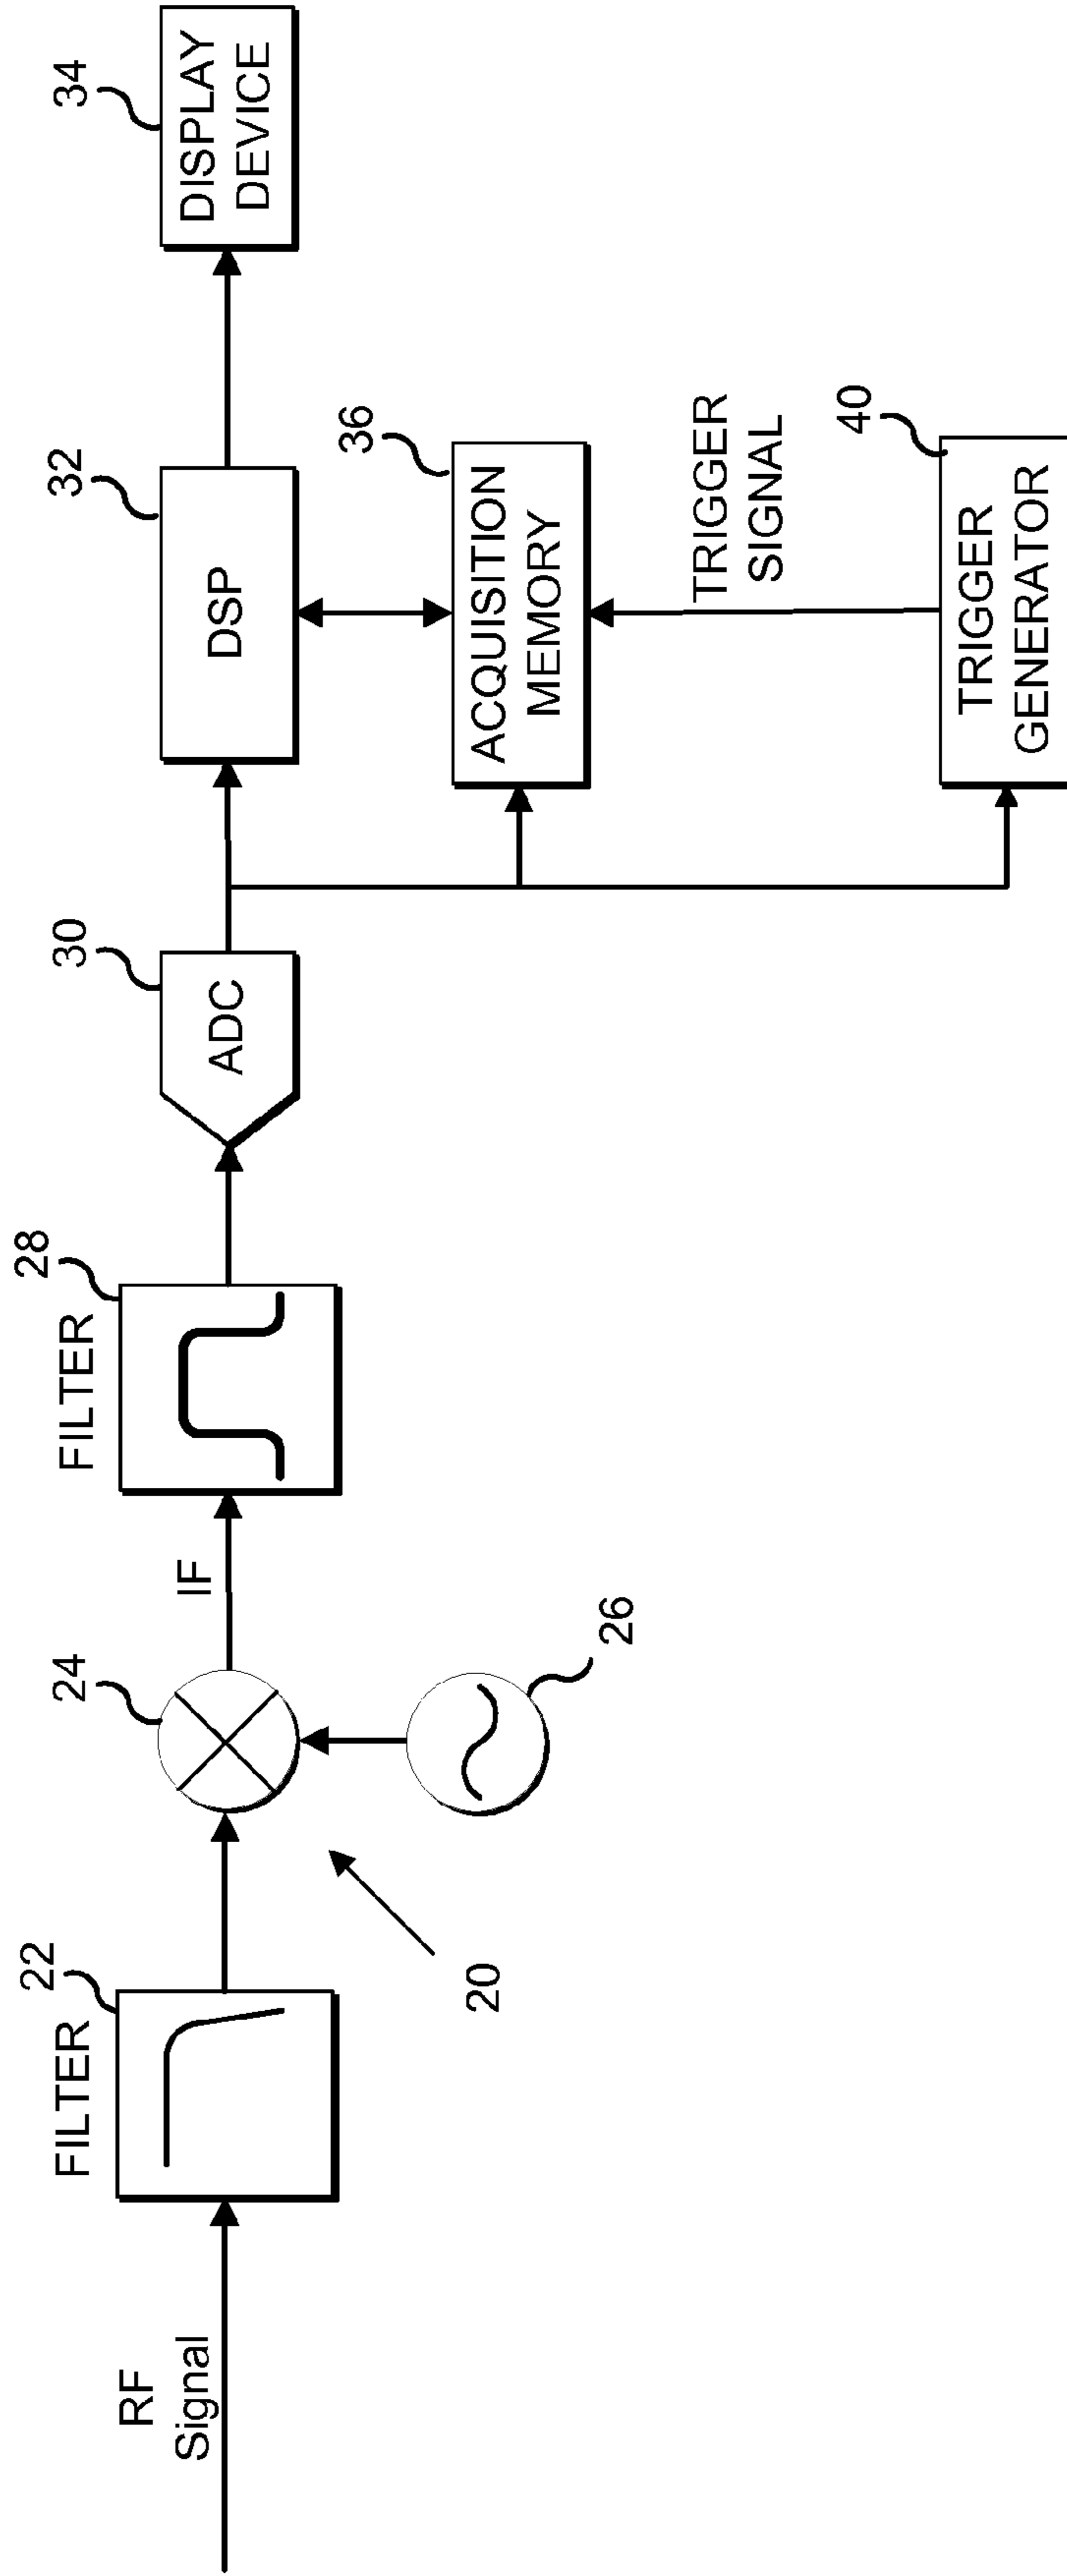 RF
Signal
FILTER
22
20
24
26
IF
FILTER
28
ADC
30
DSP
32
DISPLAY
DEVICE
34
ACQUISITION
MEMORY
36
TRIGGER
SIGNAL
TRIGGER
GENERATOR
40